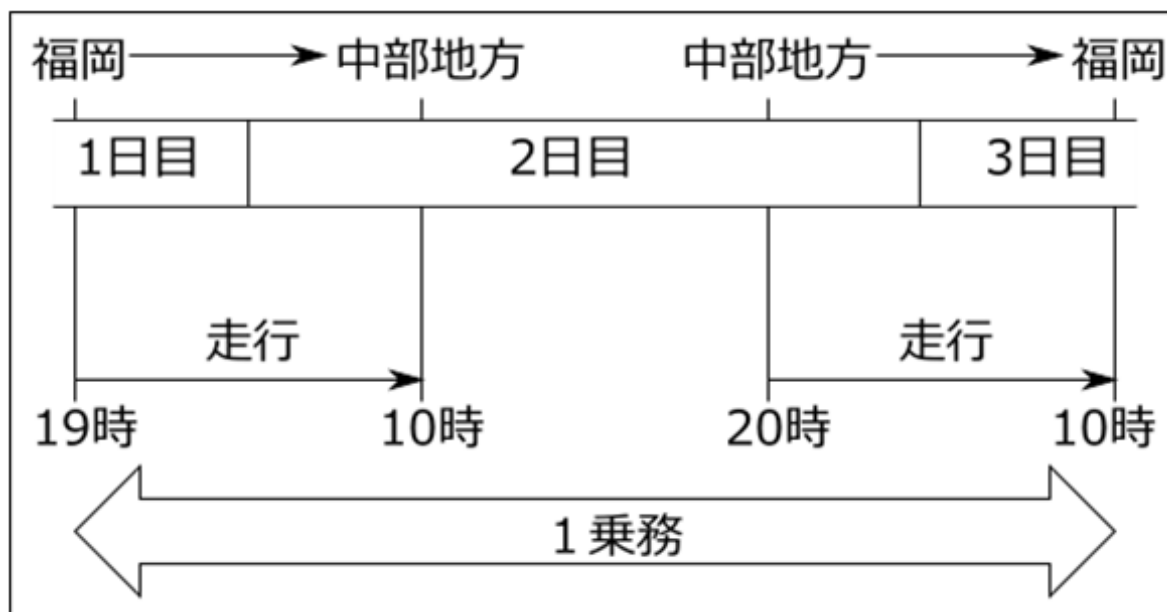 福岡 中部地方 中部地方 福岡
1日目 2日目 3日目
走行 走行
19時 10時 20時 10時
1乗務